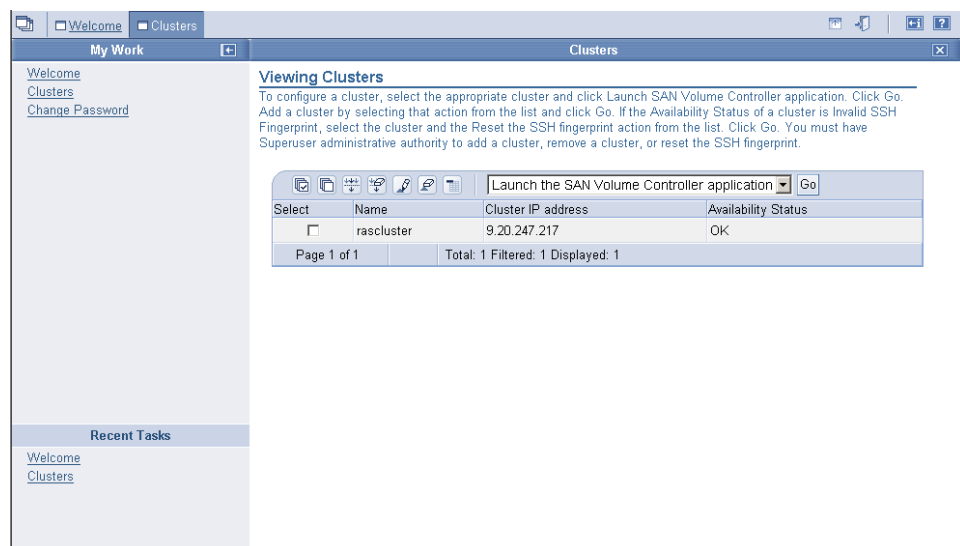 Welcome
Clusters
My Work
Clusters
Welcome
Clusters
Change Password
Viewing Clusters
To configure a cluster, select the appropriate cluster and click Launch SAN Volume Controller application. Click Go.
Add a cluster by selecting that action from the list and click Go. If the Availability Status of a cluster is Invalid SSH
Fingerprint, select the cluster and the Reset the SSH fingerprint action from the list. Click Go. You must have
Superuser administrative authority to add a cluster, remove a cluster, or reset the SSH fingerprint.
Launch the SAN Volume Controller application Go
Select Name Cluster IP address Availability Status
rascluster 9.20.247.217 OK
Page 1 of 1 Total: 1 Filtered: 1 Displayed: 1
Recent Tasks
Welcome
Clusters